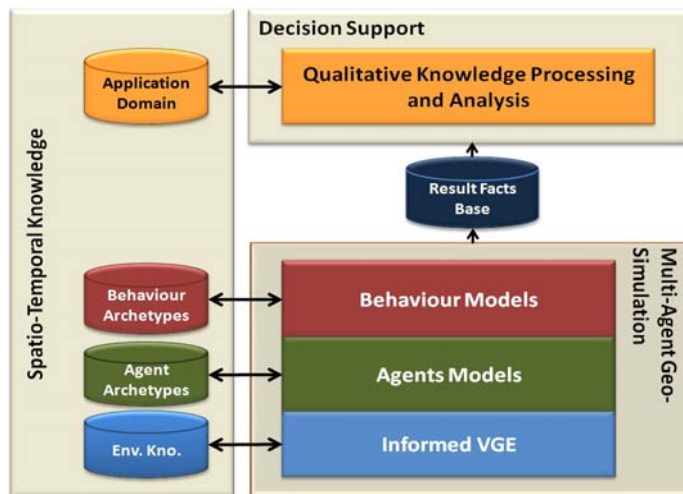 Spatio-Temporal Knowledge
Application
Domain
Behaviour
Archetypes
Agent
Archetypes
Env. Kno.
Decision Support
Qualitative Knowledge Processing
and Analysis
Result Facts
Base
Behaviour Models
Agents Models
Informed VGE
Multi-Agent Geo-
Simulation